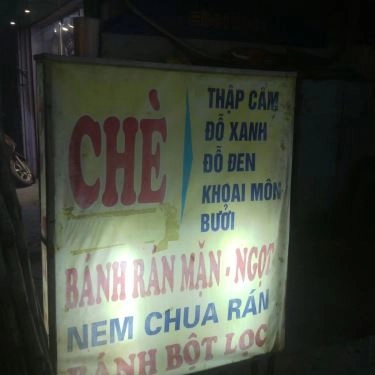 CHÈ
THẬP CẨM
ĐỖ XANH
ĐỖ ĐEN
KHOAI MÔN
BƯỞI
BÁNH RÁN MẶN - NGỌT
NEM CHUA RÁN
BÁNH BỘT LỌC